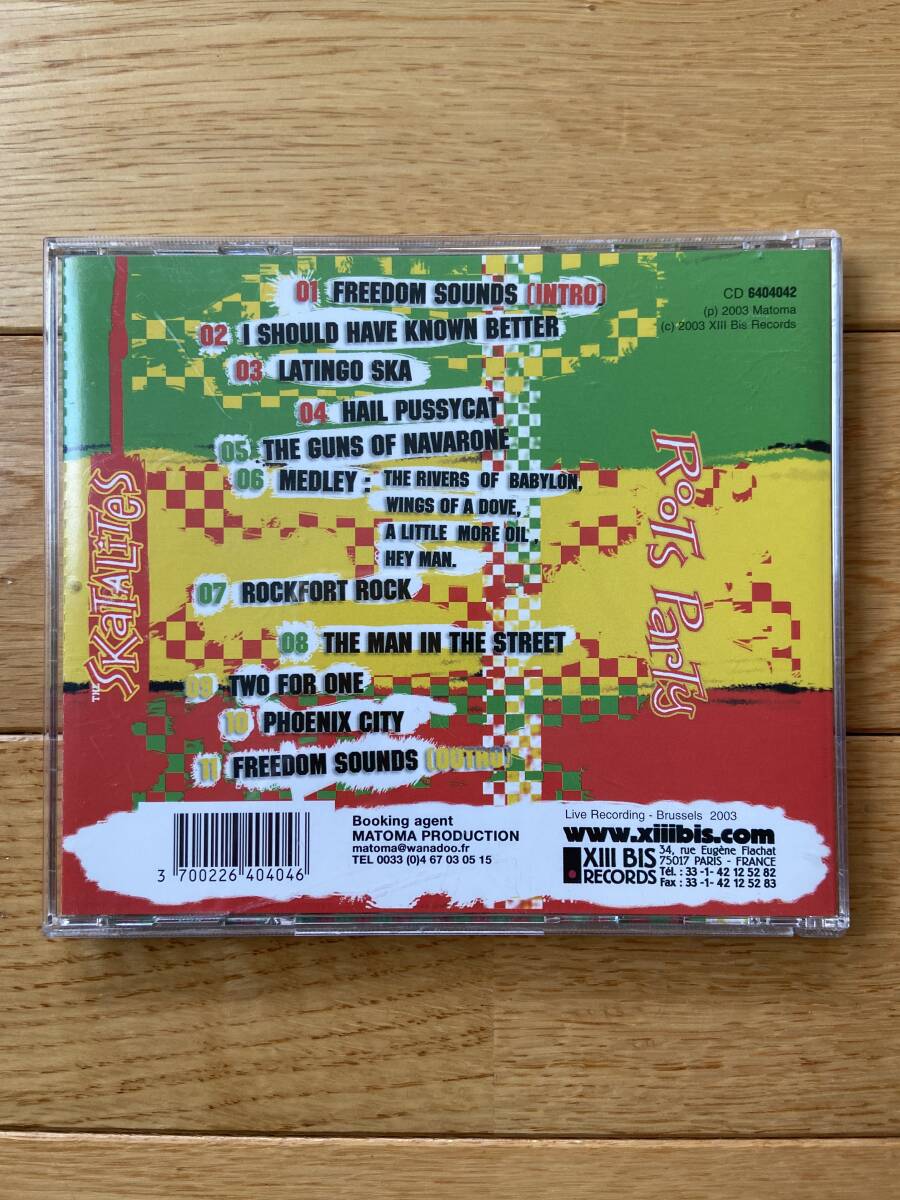 01 FREEDOM SOUNDS (INTRO)
02 I SHOULD HAVE KNOWN BETTER
03 LATINGO SKA
04 HAIL PUSSYCAT
05 THE GUNS OF NAVARONE
06 MEDLEY : THE RIVERS OF BABYLON,
WINGS OF A DOVE,
A LITTLE MORE OIL ,
HEY MAN.
07 ROCKFORT ROCK
08 THE MAN IN THE STREET
09 TWO FOR ONE
10 PHOENIX CITY
11 FREEDOM SOUNDS (OUTRO)
CD 6404042
(p) 2003 Matoma
(c) 2003 XIII Bis Records
THE SKATALITES
ROOTS PARTY
3 700226 404046
Booking agent
MATOMA PRODUCTION
matoma@wanadoo.fr
TEL 0033 (0)4 67 03 05 15
Live Recording - Brussels 2003
www.xiiibis.com
XIII BIS
RECORDS
34, rue Eugène Flachat
75017 PARIS - FRANCE
Tél. : 33 -1- 42 12 52 82
Fax : 33 -1- 42 12 52 83